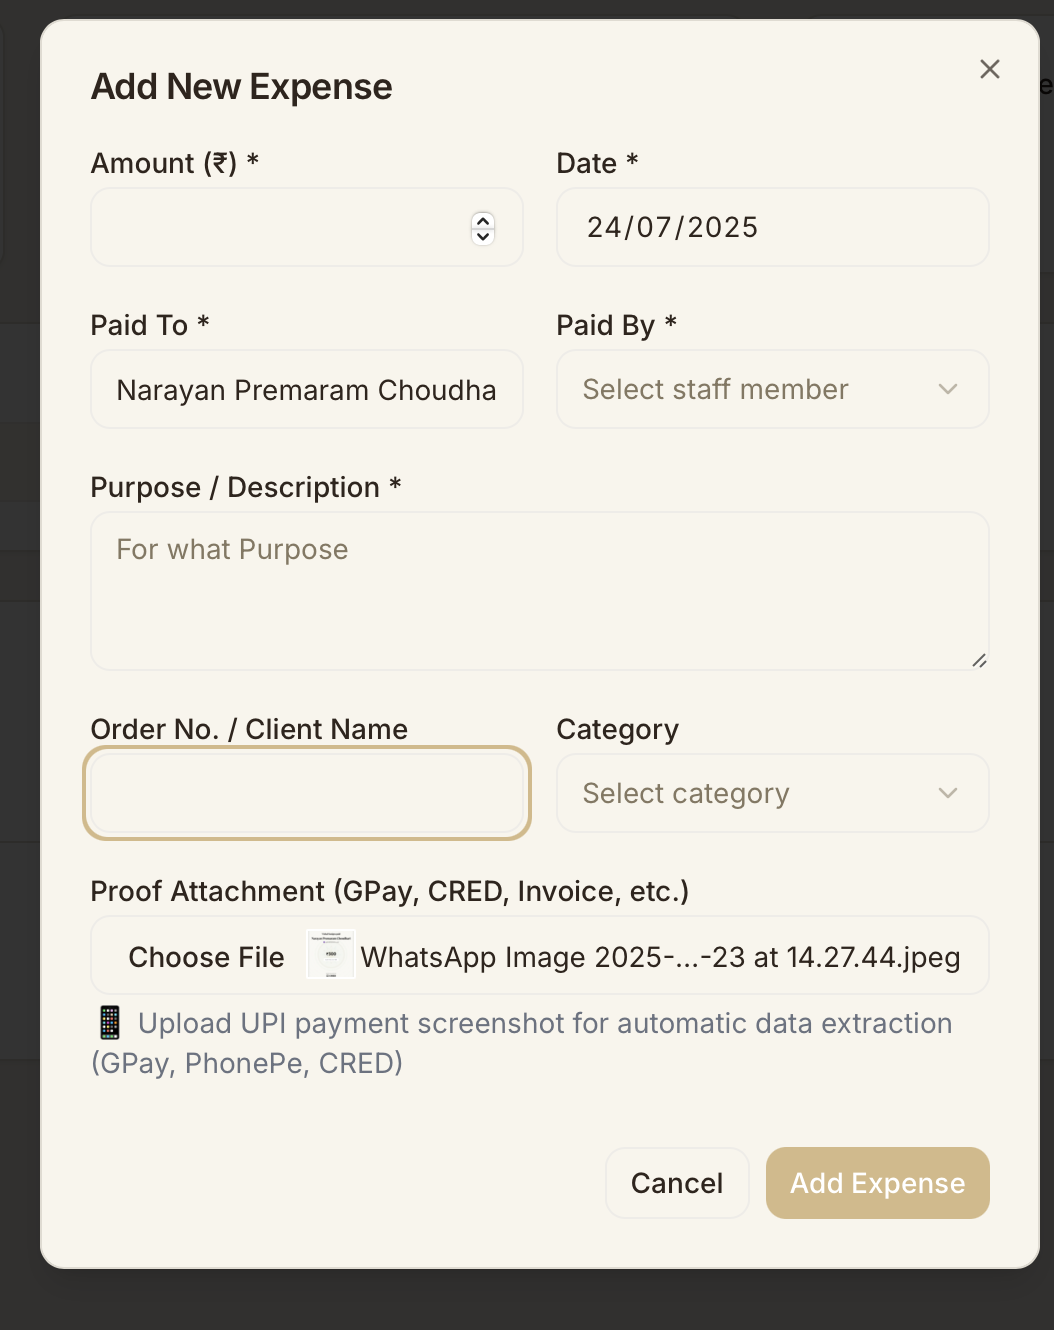 Add New Expense
Amount (₹) *
Date *
24/07/2025
Paid To *
Paid By *
Narayan Premaram Choudha
Select staff member
Purpose / Description *
For what Purpose
Order No. / Client Name
Category
Select category
Proof Attachment (GPay, CRED, Invoice, etc.)
Choose File WhatsApp Image 2025-...-23 at 14.27.44.jpeg
📱 Upload UPI payment screenshot for automatic data extraction
(GPay, PhonePe, CRED)
Cancel
Add Expense